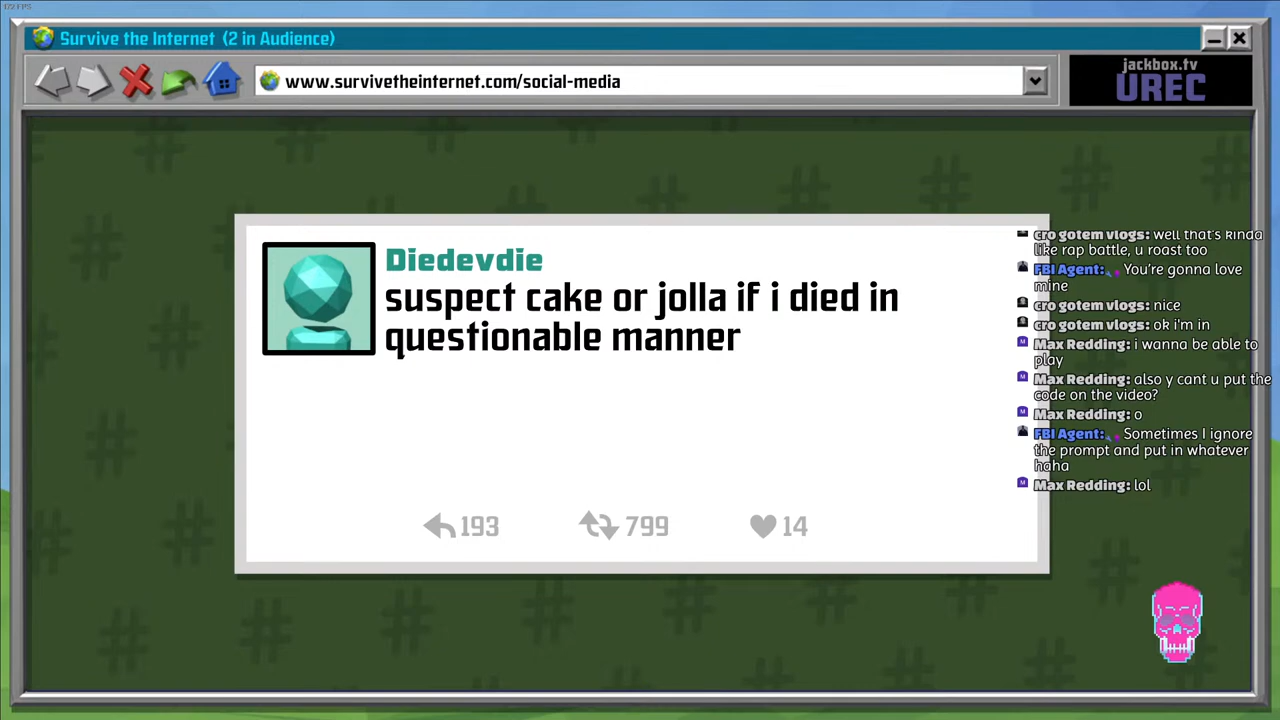 172 FPS
Survive the Internet (2 in Audience)
www.survivetheinternet.com/social-media
jackbox.tv
UREC
Diedevdie
suspect cake or jolla if i died in
questionable manner
193
799
14
cro gotem vlogs: well that's kinda
like rap battle, u roast too
FBI Agent: You're gonna love
mine
cro gotem vlogs: nice
cro gotem vlogs: ok i'm in
Max Redding: i wanna be able to
play
Max Redding: also y cant u put the
code on the video?
Max Redding: o
FBI Agent: Sometimes I ignore
the prompt and put in whatever
haha
Max Redding: lol